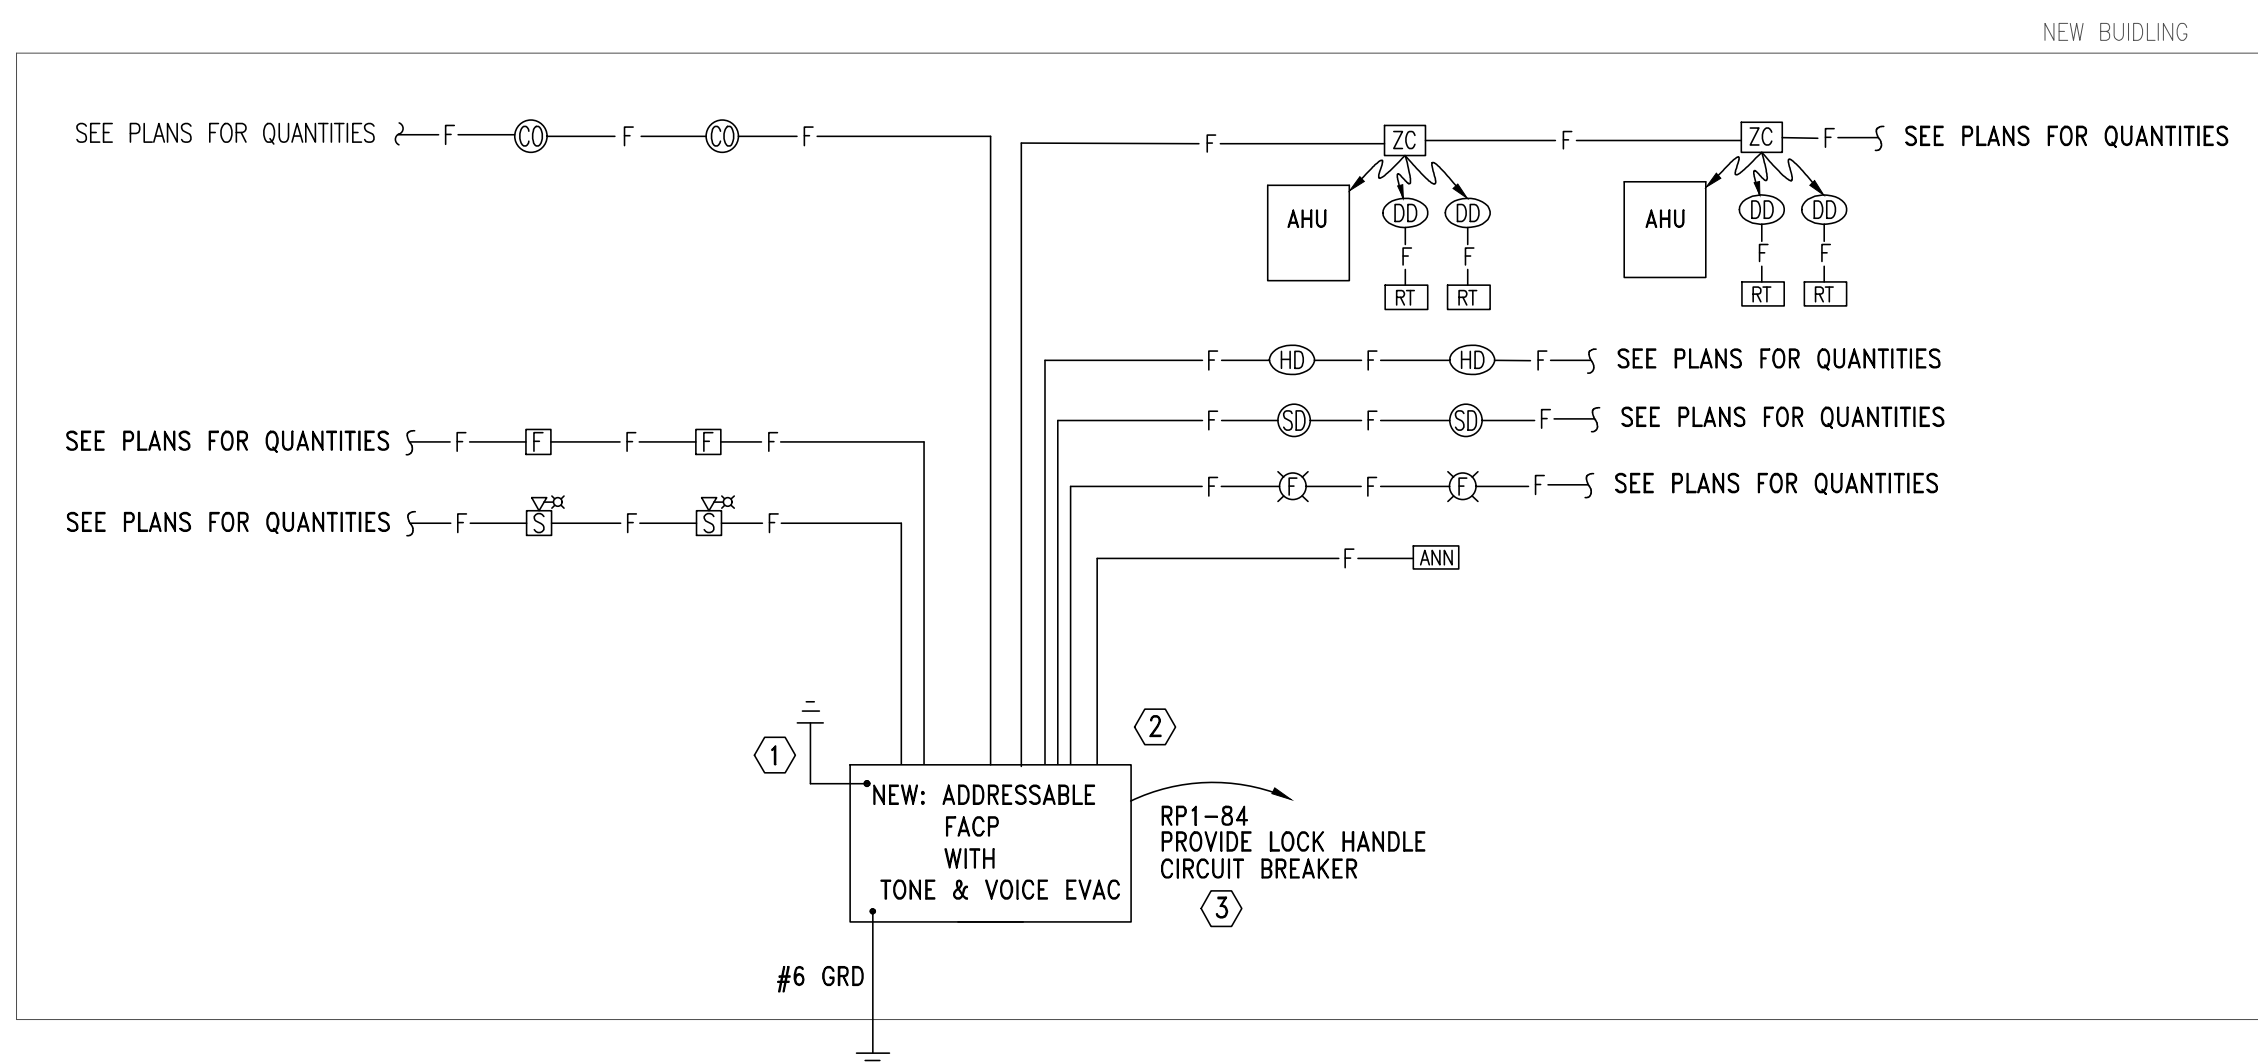 NEW BUIDLING
SEE PLANS FOR QUANTITIES F CO F CO F
F ZC F ZC F SEE PLANS FOR QUANTITIES
AHU DD DD AHU DD DD
F F F F
RT RT RT RT
F HD F HD F SEE PLANS FOR QUANTITIES
F SD F SD F SEE PLANS FOR QUANTITIES
SEE PLANS FOR QUANTITIES F F F F F
F F F F F SEE PLANS FOR QUANTITIES
SEE PLANS FOR QUANTITIES F S F S F
F ANN
1
2
NEW: ADDRESSABLE
FACP
WITH
TONE & VOICE EVAC
RP1-84
PROVIDE LOCK HANDLE
CIRCUIT BREAKER
3
#6 GRD